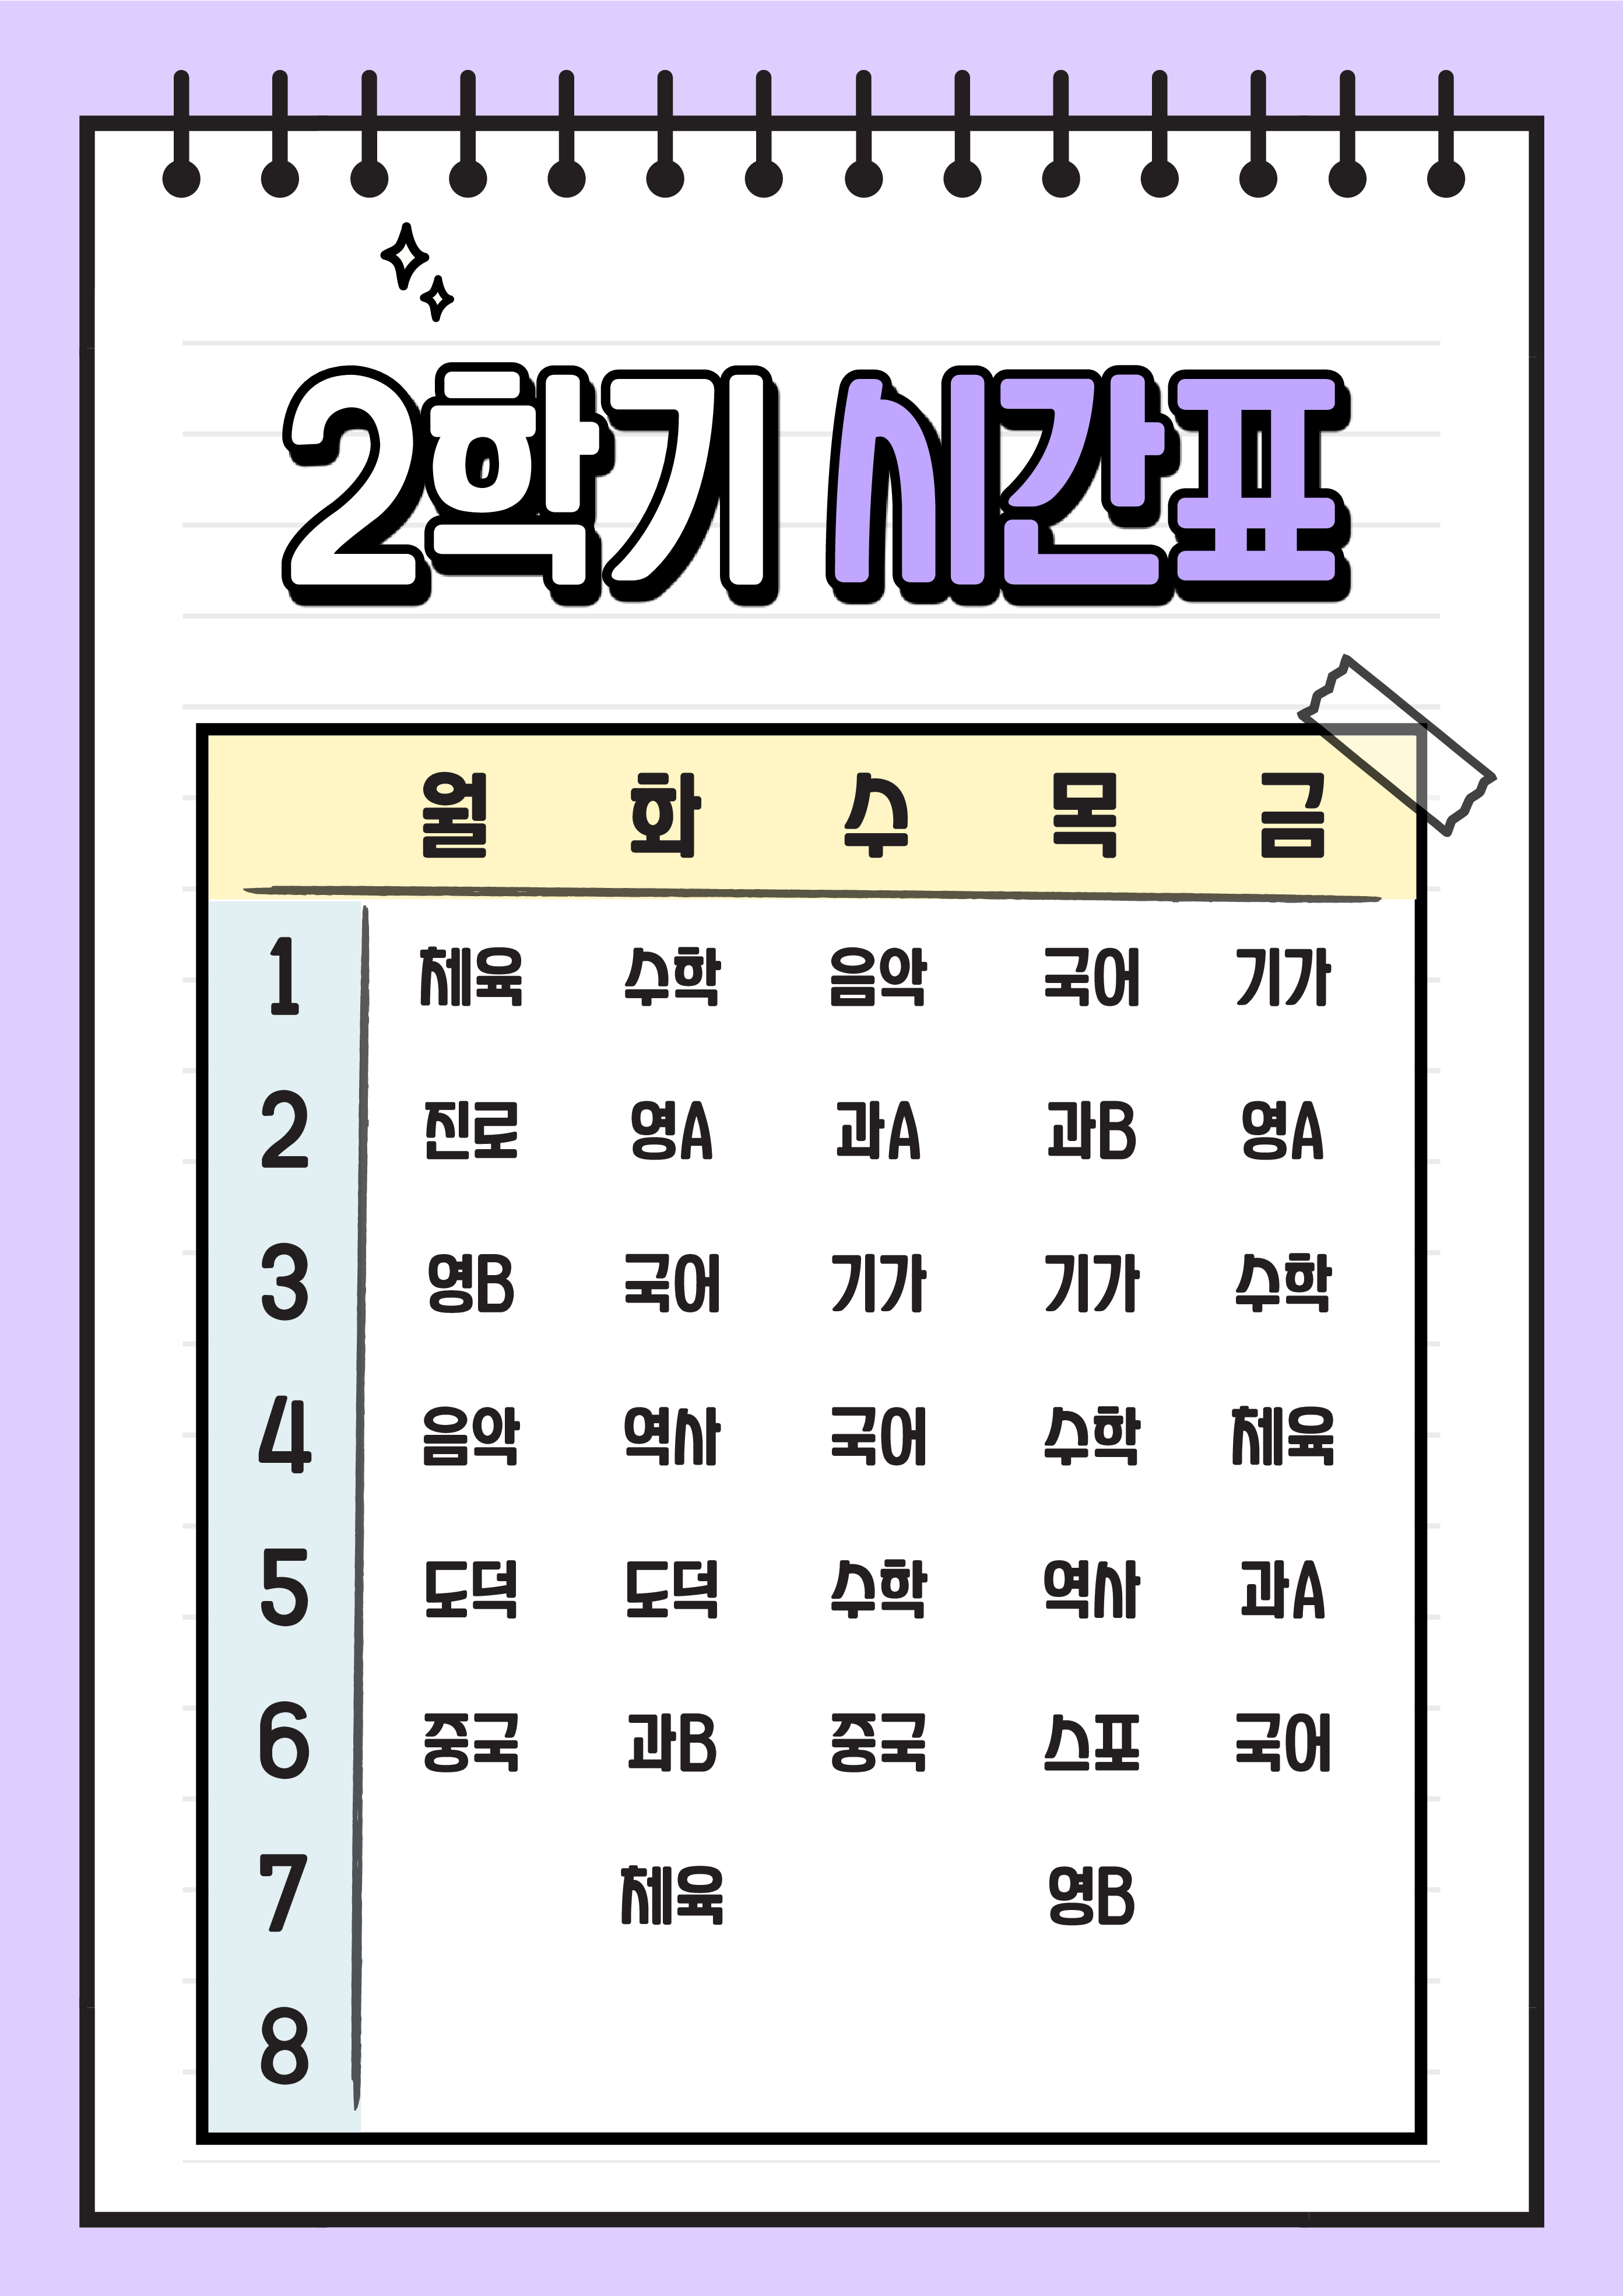 2학기 시간표
월 화 수 목 금
1 체육 수학 음악 국어 기가
2 진로 영A 과A 과B 영A
3 영B 국어 기가 기가 수학
4 음악 역사 국어 수학 체육
5 도덕 도덕 수학 역사 과A
6 중국 과B 중국 스포 국어
7 체육 영B
8